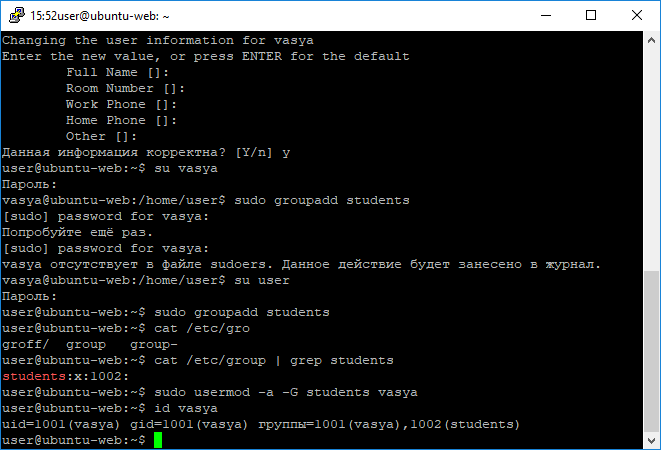 15:52user@ubuntu-web: ~
Changing the user information for vasya
Enter the new value, or press ENTER for the default
        Full Name []:
        Room Number []:
        Work Phone []:
        Home Phone []:
        Other []:
Данная информация корректна? [Y/n] y
user@ubuntu-web:~$ su vasya
Пароль:
vasya@ubuntu-web:/home/user$ sudo groupadd students
[sudo] password for vasya:
Попробуйте ещё раз.
[sudo] password for vasya:
vasya отсутствует в файле sudoers. Данное действие будет занесено в журнал.
vasya@ubuntu-web:/home/user$ su user
Пароль:
user@ubuntu-web:~$ sudo groupadd students
user@ubuntu-web:~$ cat /etc/gro
groff/  group   group-
user@ubuntu-web:~$ cat /etc/group | grep students
students:x:1002:
user@ubuntu-web:~$ sudo usermod -a -G students vasya
user@ubuntu-web:~$ id vasya
uid=1001(vasya) gid=1001(vasya) группы=1001(vasya),1002(students)
user@ubuntu-web:~$